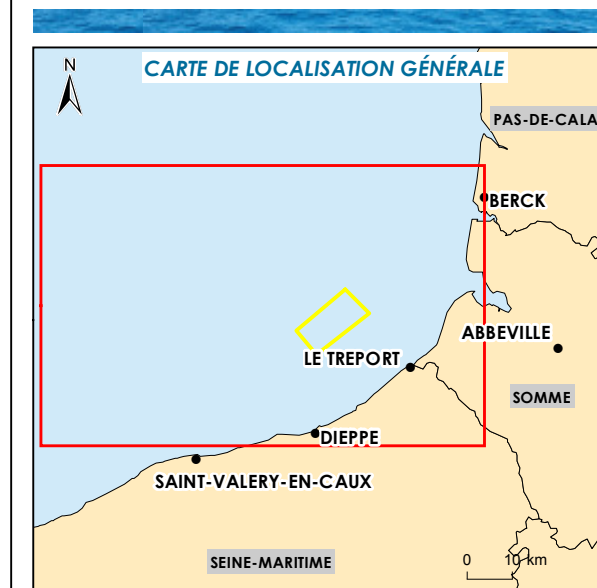 CARTE DE LOCALISATION GÉNÉRALE
N
PAS-DE-CALA
BERCK
ABBEVILLE
LE TREPORT
SOMME
DIEPPE
SAINT-VALERY-EN-CAUX
SEINE-MARITIME
0 10 km